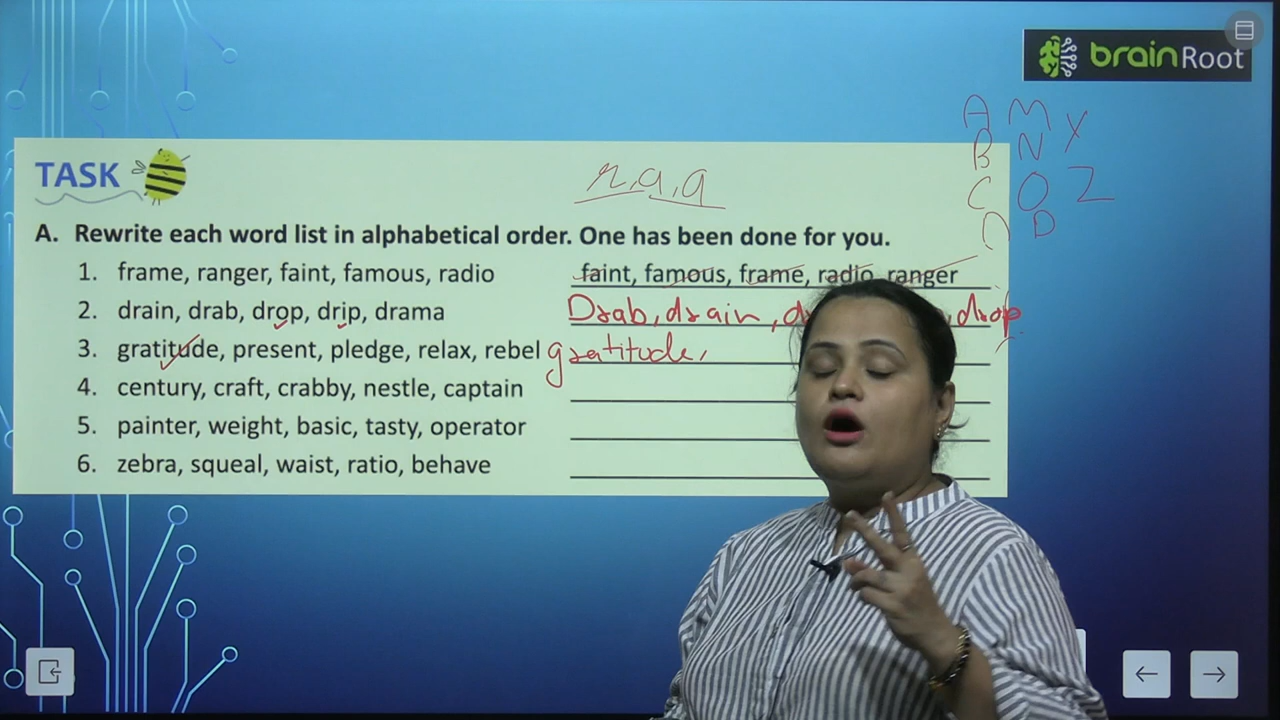 brainRoot
A M Y
B N
C O Z
D
TASK
r, a, a
A. Rewrite each word list in alphabetical order. One has been done for you.
1. frame, ranger, faint, famous, radio faint, famous, frame, radio, ranger
2. drain, drab, drop, drip, drama Drab, drain, drop
3. gratitude, present, pledge, relax, rebel gratitude,
4. century, craft, crabby, nestle, captain
5. painter, weight, basic, tasty, operator
6. zebra, squeal, waist, ratio, behave